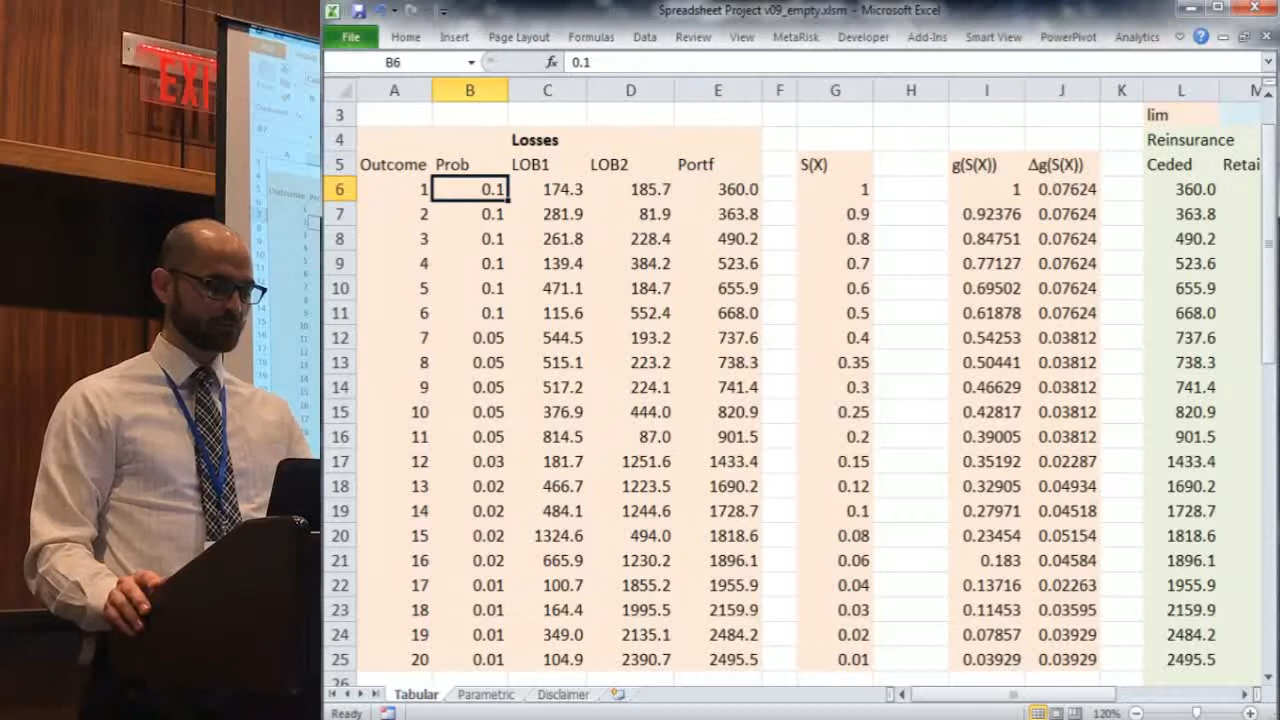 EXIT
Spreadsheet Project v09_empty.xlsm - Microsoft Excel
File Home Insert Page Layout Formulas Data Review View MetaRisk Developer Add-Ins Smart View PowerPivot Analytics
B6 fx 0.1
A B C D E F G H I J K L M
3 lim
4 Losses Reinsurance
5 Outcome Prob LOB1 LOB2 Portf S(X) g(S(X)) Δg(S(X)) Ceded Retai
6 1 0.1 174.3 185.7 360.0 1 1 0.07624 360.0
7 2 0.1 281.9 81.9 363.8 0.9 0.92376 0.07624 363.8
8 3 0.1 261.8 228.4 490.2 0.8 0.84751 0.07624 490.2
9 4 0.1 139.4 384.2 523.6 0.7 0.77127 0.07624 523.6
10 5 0.1 471.1 184.7 655.9 0.6 0.69502 0.07624 655.9
11 6 0.1 115.6 552.4 668.0 0.5 0.61878 0.07624 668.0
12 7 0.05 544.5 193.2 737.6 0.4 0.54253 0.03812 737.6
13 8 0.05 515.1 223.2 738.3 0.35 0.50441 0.03812 738.3
14 9 0.05 517.2 224.1 741.4 0.3 0.46629 0.03812 741.4
15 10 0.05 376.9 444.0 820.9 0.25 0.42817 0.03812 820.9
16 11 0.05 814.5 87.0 901.5 0.2 0.39005 0.03812 901.5
17 12 0.03 181.7 1251.6 1433.4 0.15 0.35192 0.02287 1433.4
18 13 0.02 466.7 1223.5 1690.2 0.12 0.32905 0.04934 1690.2
19 14 0.02 484.1 1244.6 1728.7 0.1 0.27971 0.04518 1728.7
20 15 0.02 1324.6 494.0 1818.6 0.08 0.23454 0.05154 1818.6
21 16 0.02 665.9 1230.2 1896.1 0.06 0.183 0.04584 1896.1
22 17 0.01 100.7 1855.2 1955.9 0.04 0.13716 0.02263 1955.9
23 18 0.01 164.4 1995.5 2159.9 0.03 0.11453 0.03595 2159.9
24 19 0.01 349.0 2135.1 2484.2 0.02 0.07857 0.03929 2484.2
25 20 0.01 104.9 2390.7 2495.5 0.01 0.03929 0.03929 2495.5
26
Tabular Parametric Disclaimer
Ready 120%